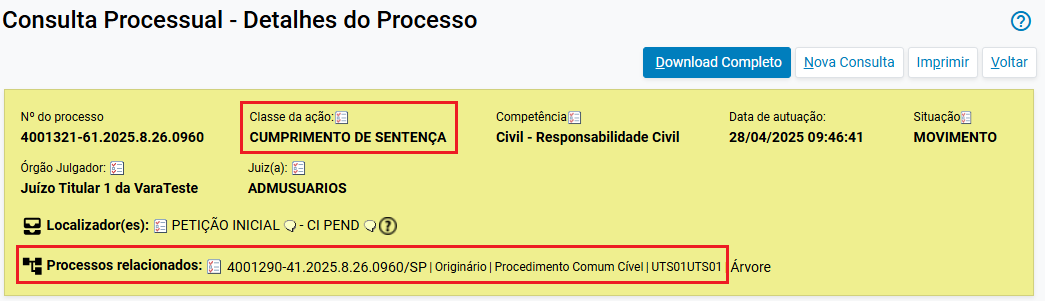 Consulta Processual - Detalhes do Processo
?
Download Completo Nova Consulta Imprimir Voltar
Nº do processo Classe da ação: Competência Data de autuação: Situação
4001321-61.2025.8.26.0960 CUMPRIMENTO DE SENTENÇA Civil - Responsabilidade Civil 28/04/2025 09:46:41 MOVIMENTO
Órgão Julgador: Juiz(a):
Juízo Titular 1 da VaraTeste ADMUSUARIOS
Localizador(es): PETIÇÃO INICIAL - CI PEND ?
Processos relacionados: 4001290-41.2025.8.26.0960/SP | Originário | Procedimento Comum Cível | UTS01UTS01 Árvore